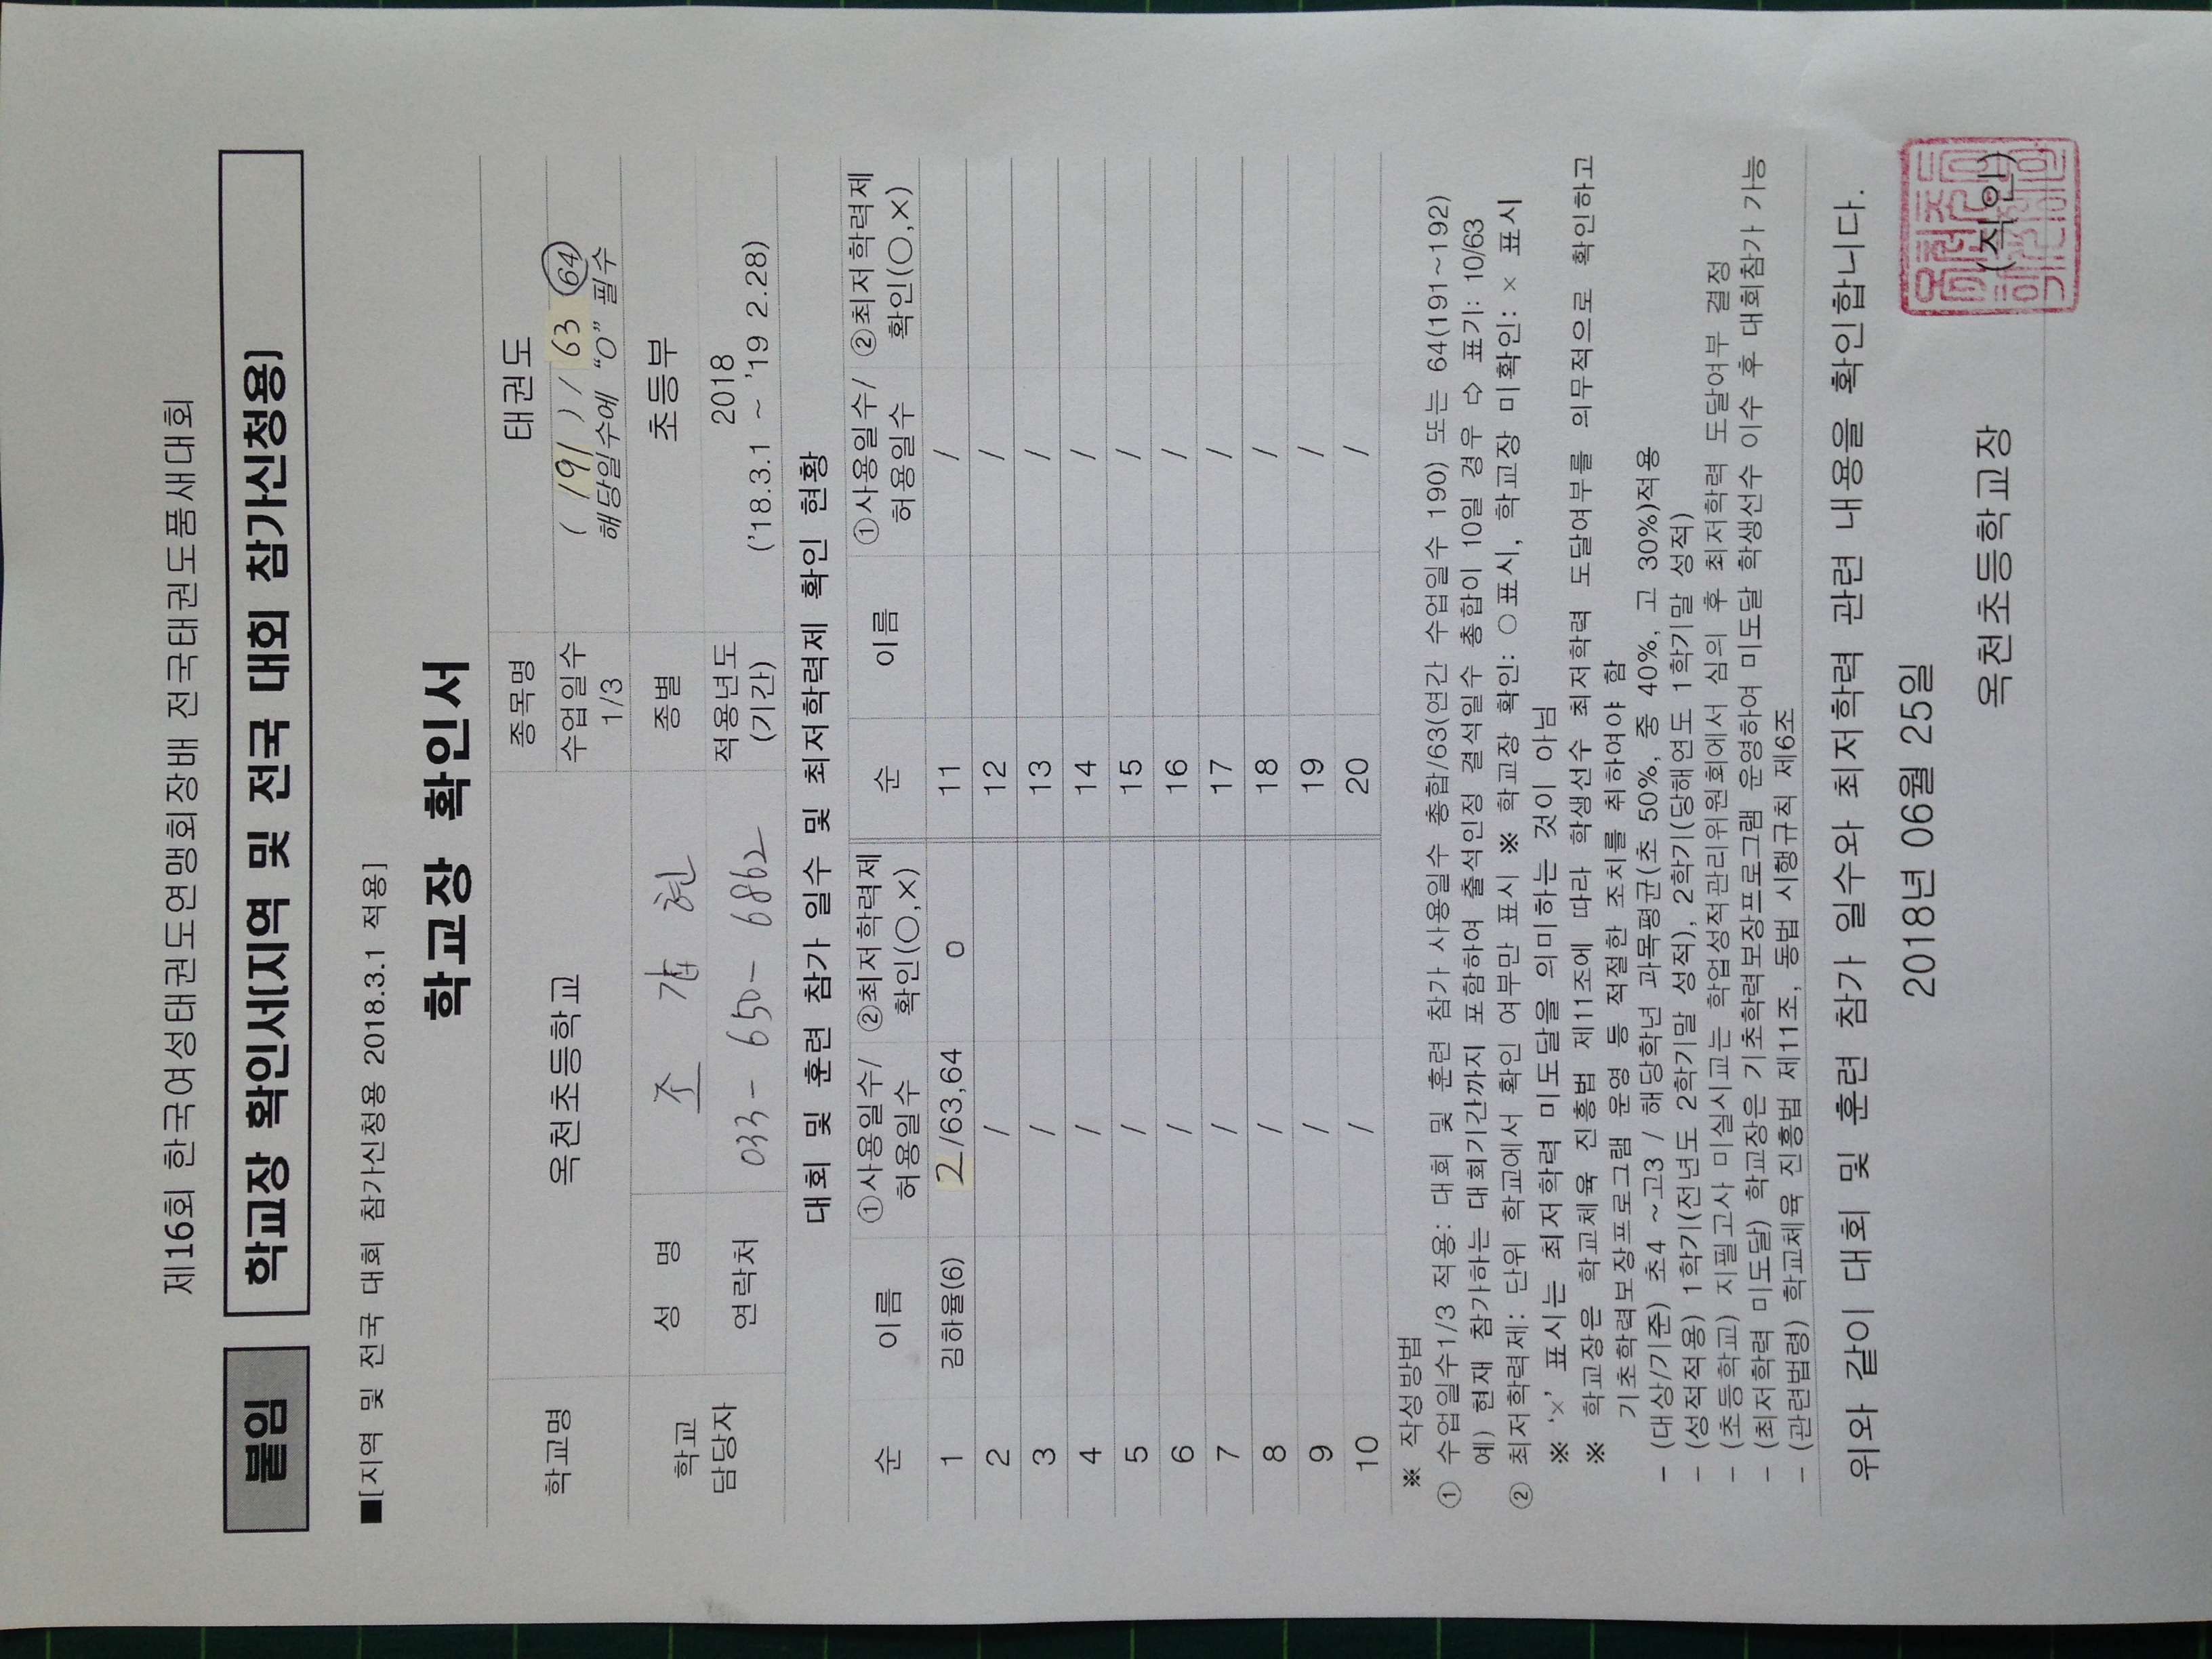 제16회 한국여성태권도연맹회장배 전국태권도품새대회
붙임 학교장 확인서(지역 및 전국 대회 참가신청용)
■[지역 및 전국 대회 참가신청용 2018.3.1 적용]
학교장 확인서
학교명 옥천초등학교 종목명 태권도
수업일수 1/3 ( 191 ) / 63 64
해당일수에 "O" 필수
학교 담당자 성 명 조 현 종별 초등부
연락처 033-650-6862 적용년도 (기간) 2018
('18.3.1 ~ '19 2.28)
대회 및 훈련 참가 일수 및 최저학력제 확인 현황
순 이름 ①사용일수/ 허용일수 ②최저학력제 확인(○,×) 순 이름 ①사용일수/ 허용일수 ②최저학력제 확인(○,×)
1 김하율(6) 2/63,64 o 11 /
2 / 12 /
3 / 13 /
4 / 14 /
5 / 15 /
6 / 16 /
7 / 17 /
8 / 18 /
9 / 19 /
10 / 20 /
※ 작성방법
① 수업일수1/3 적용: 대회 및 훈련 참가 사용일수 총합/63(연간 수업일수 190) 또는 64(191~192)
예) 현재 참가하는 대회기간까지 포함하여 출석인정 결석일수 총합이 10일 경우 ⇨ 표기: 10/63
② 최저학력제: 단위 학교에서 확인 여부만 표시 ※ 학교장 확인: ○표시, 학교장 미확인: × 표시
※ '×' 표시는 최저학력 미도달을 의미하는 것이 아님
※ 학교장은 학교체육 진흥법 제11조에 따라 학생선수 최저학력 도달여부를 의무적으로 확인하고
기초학력보장프로그램 운영 등 적절한 조치를 취하여야 함
- (대상/기준) 초4 ~고3 / 해당학년 과목평균(초 50%, 중 40%, 고 30%)적용
- (성적적용) 1학기(전년도 2학기말 성적), 2학기(당해연도 1학기말 성적)
- (초등학교) 지필고사 미실시교는 학업성적관리위원회에서 심의 후 최저학력 도달여부 결정
- (최저학력 미도달) 학교장은 기초학력보장프로그램 운영하여 미도달 학생선수 이수 후 대회참가 가능
- (관련법령) 학교체육 진흥법 제11조, 동법 시행규칙 제6조
위와 같이 대회 및 훈련 참가 일수와 최저학력 관련 내용을 확인합니다.
2018년 06월 25일
옥천초등학교장 (직인)